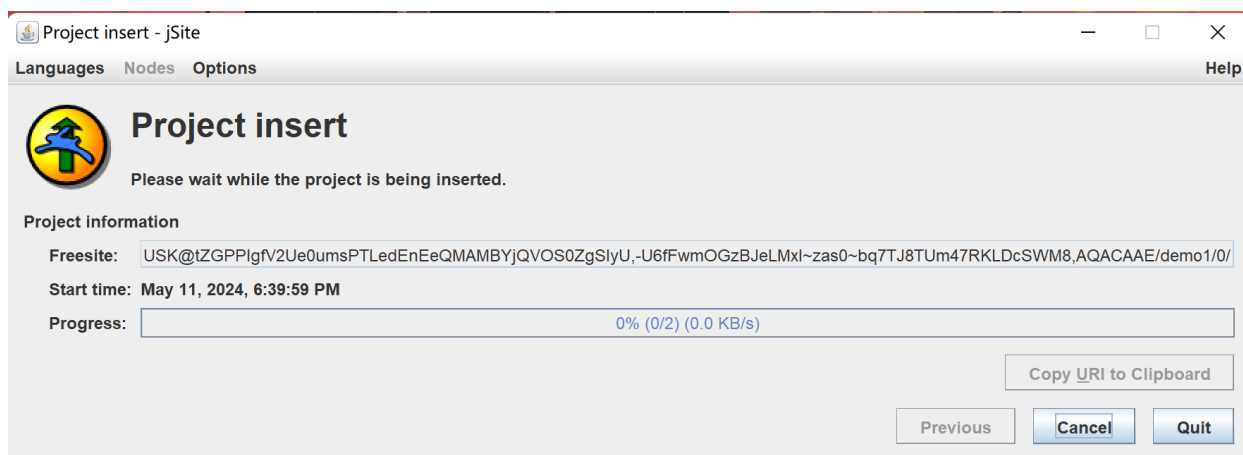 Project insert - jSite
Languages Nodes Options Help
Project insert
Please wait while the project is being inserted.
Project information
Freesite: USK@tZGPPIgfV2Ue0umsPTLedEnEeQMAMBYjQVOS0ZgSIyU,-U6fFwmOGzBJeLMxI~zas0~bq7TJ8TUm47RKLDcSWM8,AQACAAE/demo1/0/
Start time: May 11, 2024, 6:39:59 PM
Progress: 0% (0/2) (0.0 KB/s)
Copy URI to Clipboard
Previous Cancel Quit